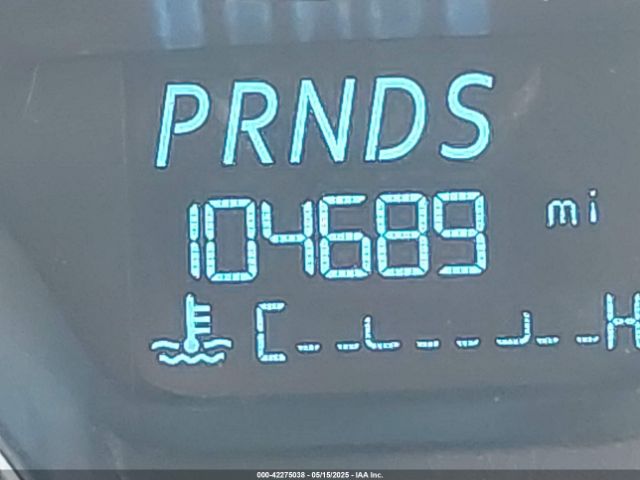 PRNDS
104689 mi
C H
000-42275038 - 05/15/2025 - IAA Inc.